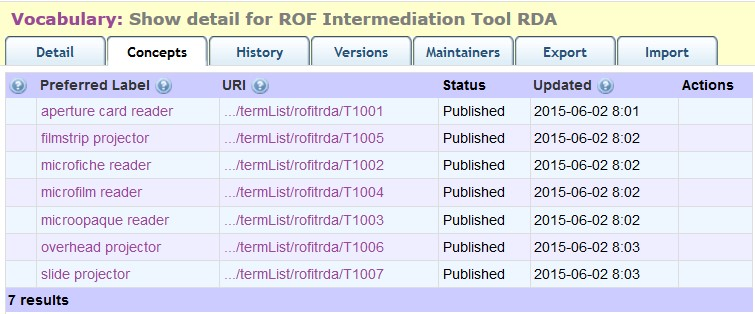 Vocabulary: Show detail for ROF Intermediation Tool RDA
Detail Concepts History Versions Maintainers Export Import
? Preferred Label ? URI ? Status Updated ? Actions
aperture card reader .../termList/rofitrda/T1001 Published 2015-06-02 8:01
filmstrip projector .../termList/rofitrda/T1005 Published 2015-06-02 8:02
microfiche reader .../termList/rofitrda/T1002 Published 2015-06-02 8:02
microfilm reader .../termList/rofitrda/T1004 Published 2015-06-02 8:02
microopaque reader .../termList/rofitrda/T1003 Published 2015-06-02 8:02
overhead projector .../termList/rofitrda/T1006 Published 2015-06-02 8:03
slide projector .../termList/rofitrda/T1007 Published 2015-06-02 8:03
7 results